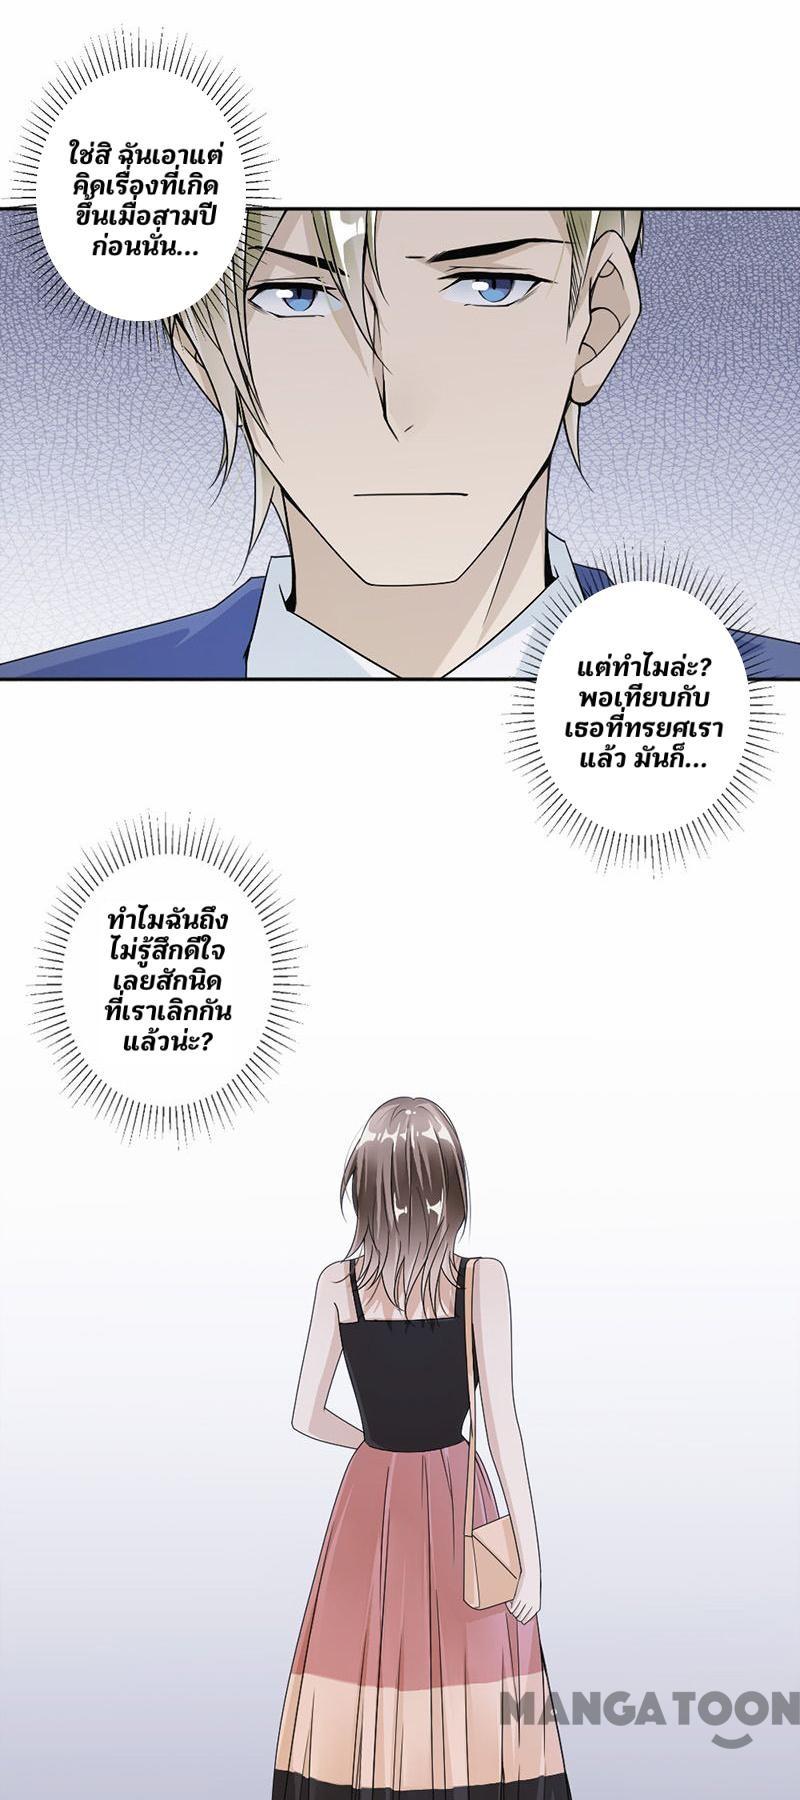 ใช่สิ ฉันเอาแต่
คิดเรื่องที่เกิด
ขึ้นเมื่อสามปี
ก่อนนั่น...
แต่ทำไมล่ะ?
พอเทียบกับ
เธอที่ทรยศเรา
แล้ว มันก็...
ทำไมฉันถึง
ไม่รู้สึกดีใจ
เลยสักนิด
ที่เราเลิกกัน
แล้วน่ะ?
MANGATOON